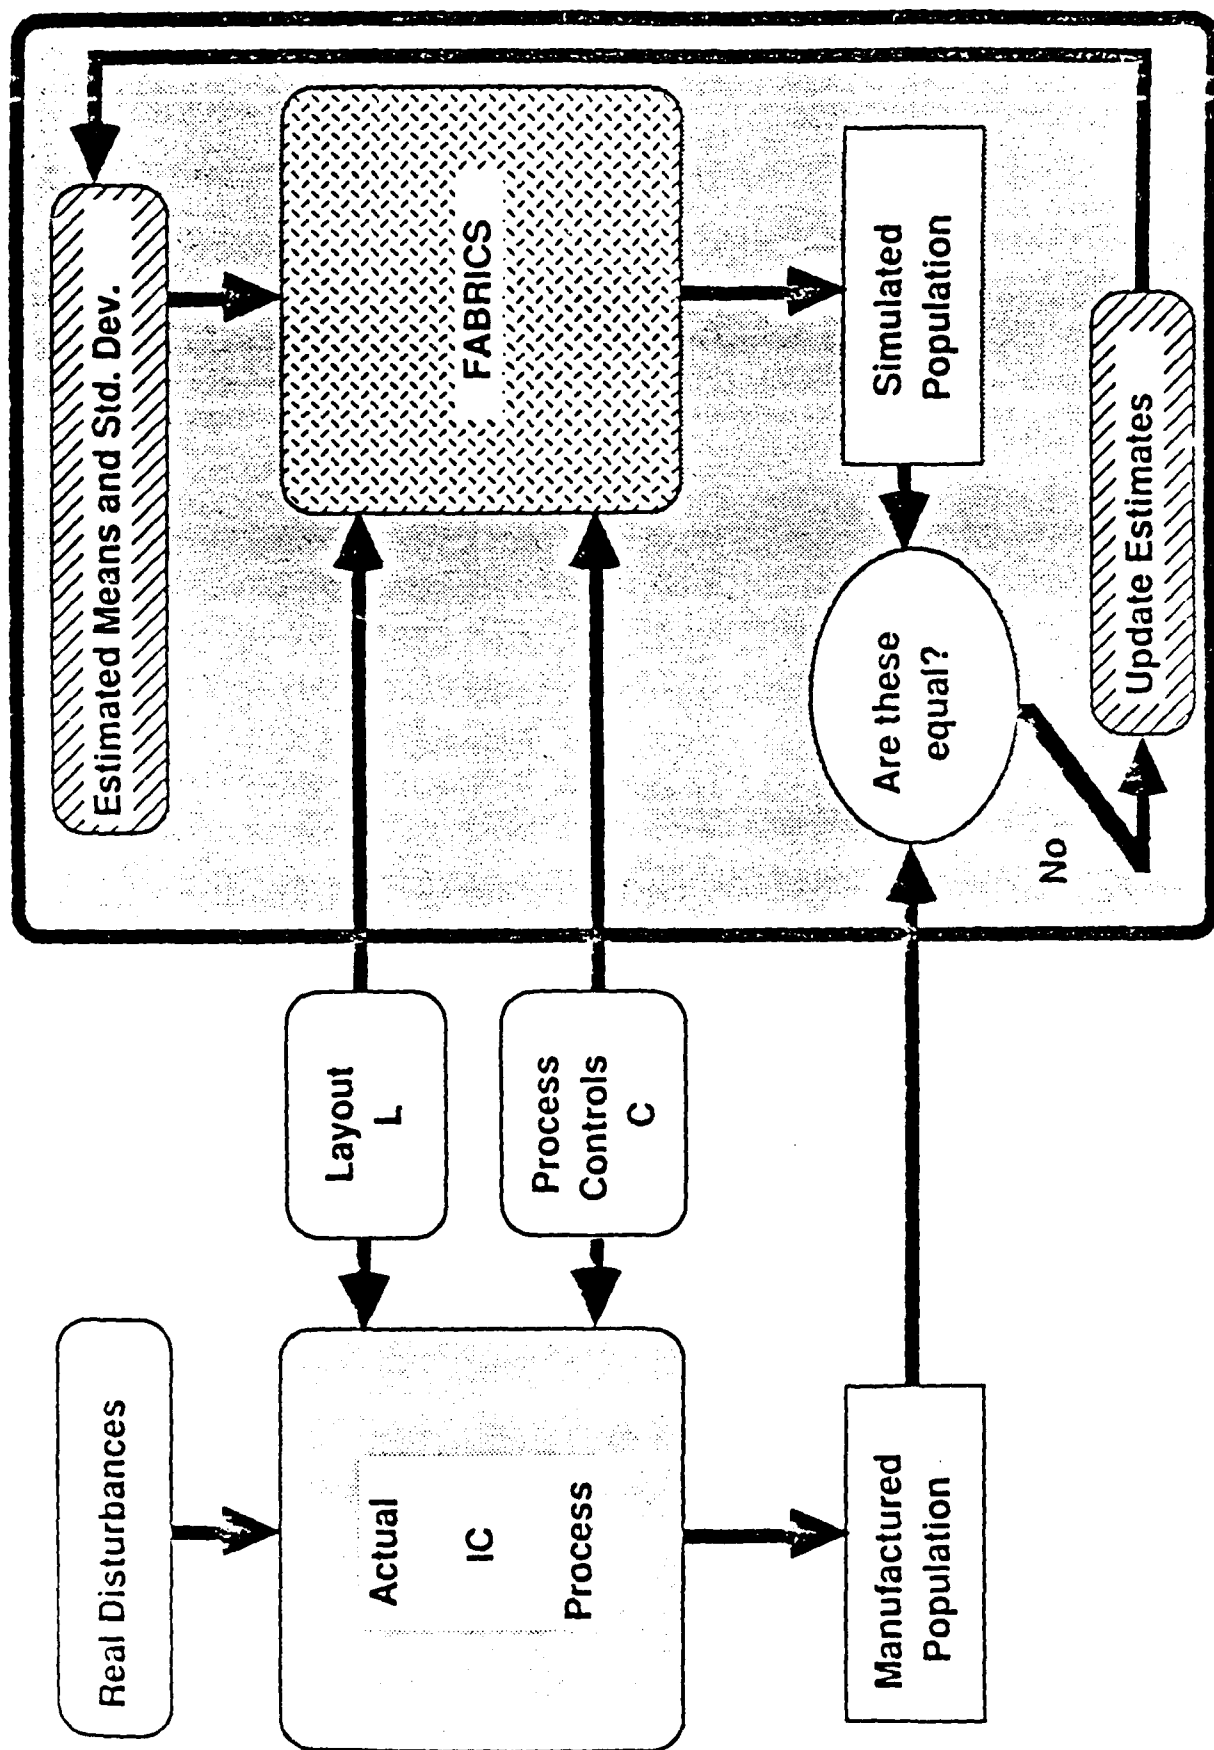 Real Disturbances
Estimated Means and Std. Dev.
Actual
IC
Process
Layout
L
Process
Controls
C
FABRICS
Manufactured
Population
Are these
equal?
Simulated
Population
No
Update Estimates